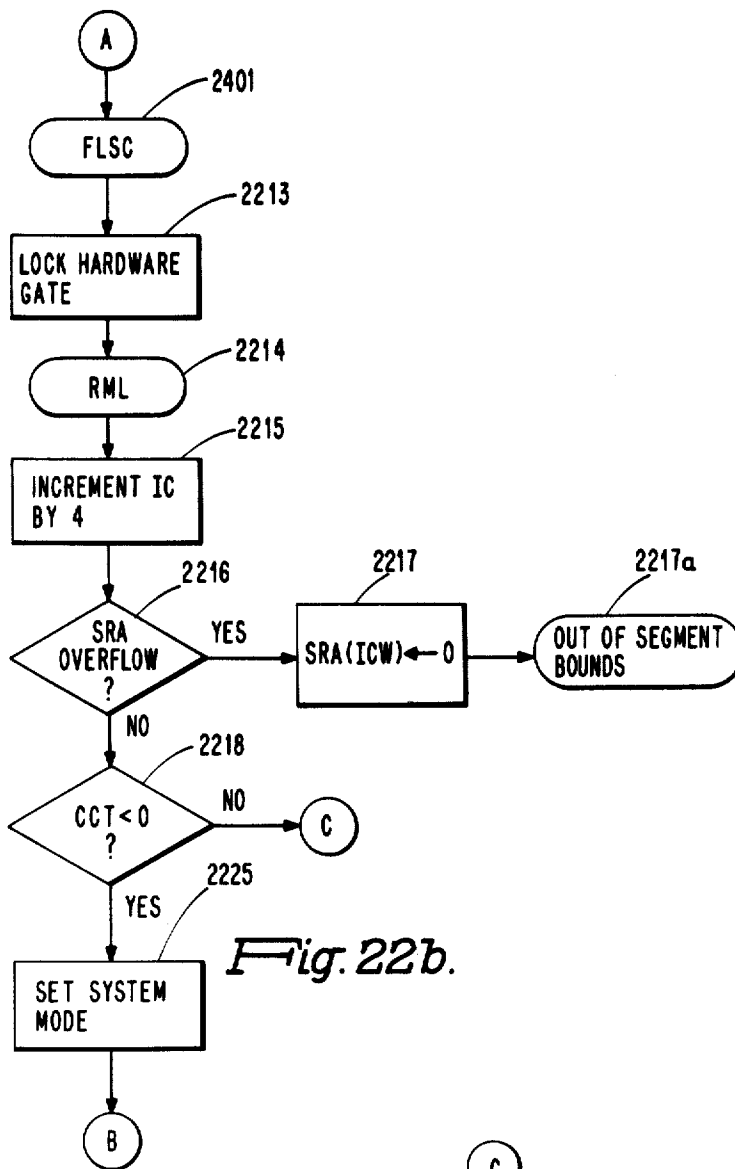 A
2401
FLSC
2213
LOCK HARDWARE
GATE
2214
RML
2215
INCREMENT IC
BY 4
2216
SRA
OVERFLOW
?
YES
2217
SRA(ICW)←0
2217a
OUT OF SEGMENT
BOUNDS
NO
2218
CCT<0
?
NO
C
YES
2225
SET SYSTEM
MODE
Fig. 22b.
B